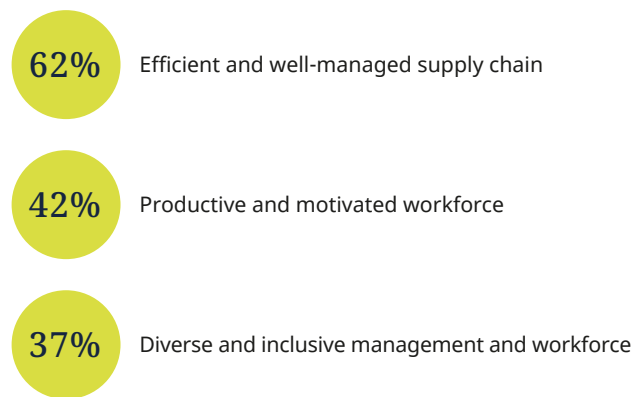 62% Efficient and well-managed supply chain
42% Productive and motivated workforce
37% Diverse and inclusive management and workforce